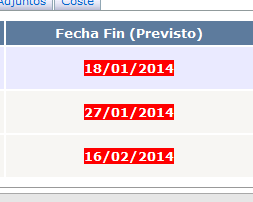 Adjuntos Coste
Fecha Fin (Previsto)
18/01/2014
27/01/2014
16/02/2014